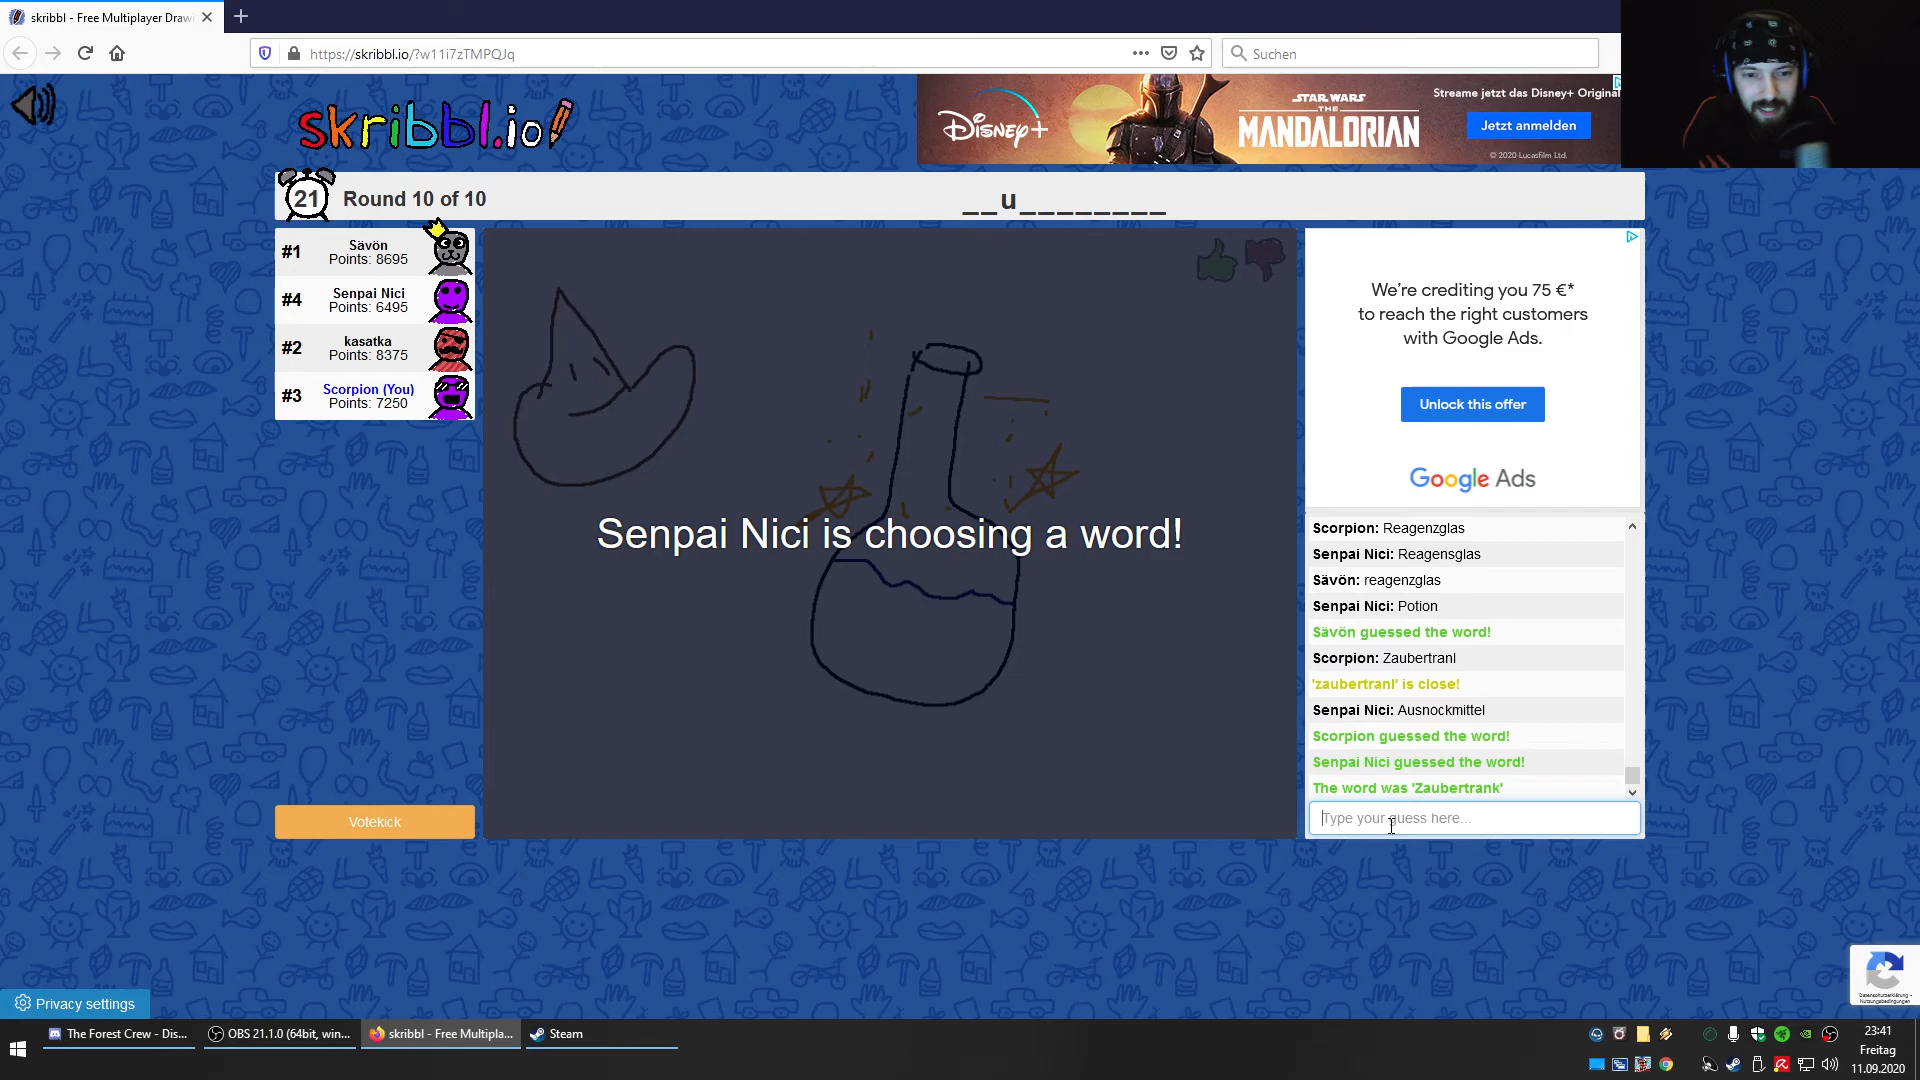 skribbl - Free Multiplayer Drawi
https://skribbl.io/?w11i7zTMPQJq
Suchen
skribbl.io
Disney+
STAR WARS
THE
MANDALORIAN
Streame jetzt das Disney+ Original
Jetzt anmelden
© 2020 Lucasfilm Ltd.
21
Round 10 of 10
__u________
#1
Sävön
Points: 8695
#4
Senpai Nici
Points: 6495
#2
kasatka
Points: 8375
#3
Scorpion (You)
Points: 7250
Votekick
Senpai Nici is choosing a word!
We're crediting you 75 €*
to reach the right customers
with Google Ads.
Unlock this offer
Google Ads
Scorpion: Reagenzglas
Senpai Nici: Reagensglas
Sävön: reagenzglas
Senpai Nici: Potion
Sävön guessed the word!
Scorpion: Zaubertranl
'zaubertranl' is close!
Senpai Nici: Ausnockmittel
Scorpion guessed the word!
Senpai Nici guessed the word!
The word was 'Zaubertrank'
Type your guess here...
Datenschutzerklärung -
Nutzungsbedingungen
Privacy settings
The Forest Crew - Dis...
OBS 21.1.0 (64bit, win...
skribbl - Free Multipla...
Steam
23:41
Freitag
11.09.2020